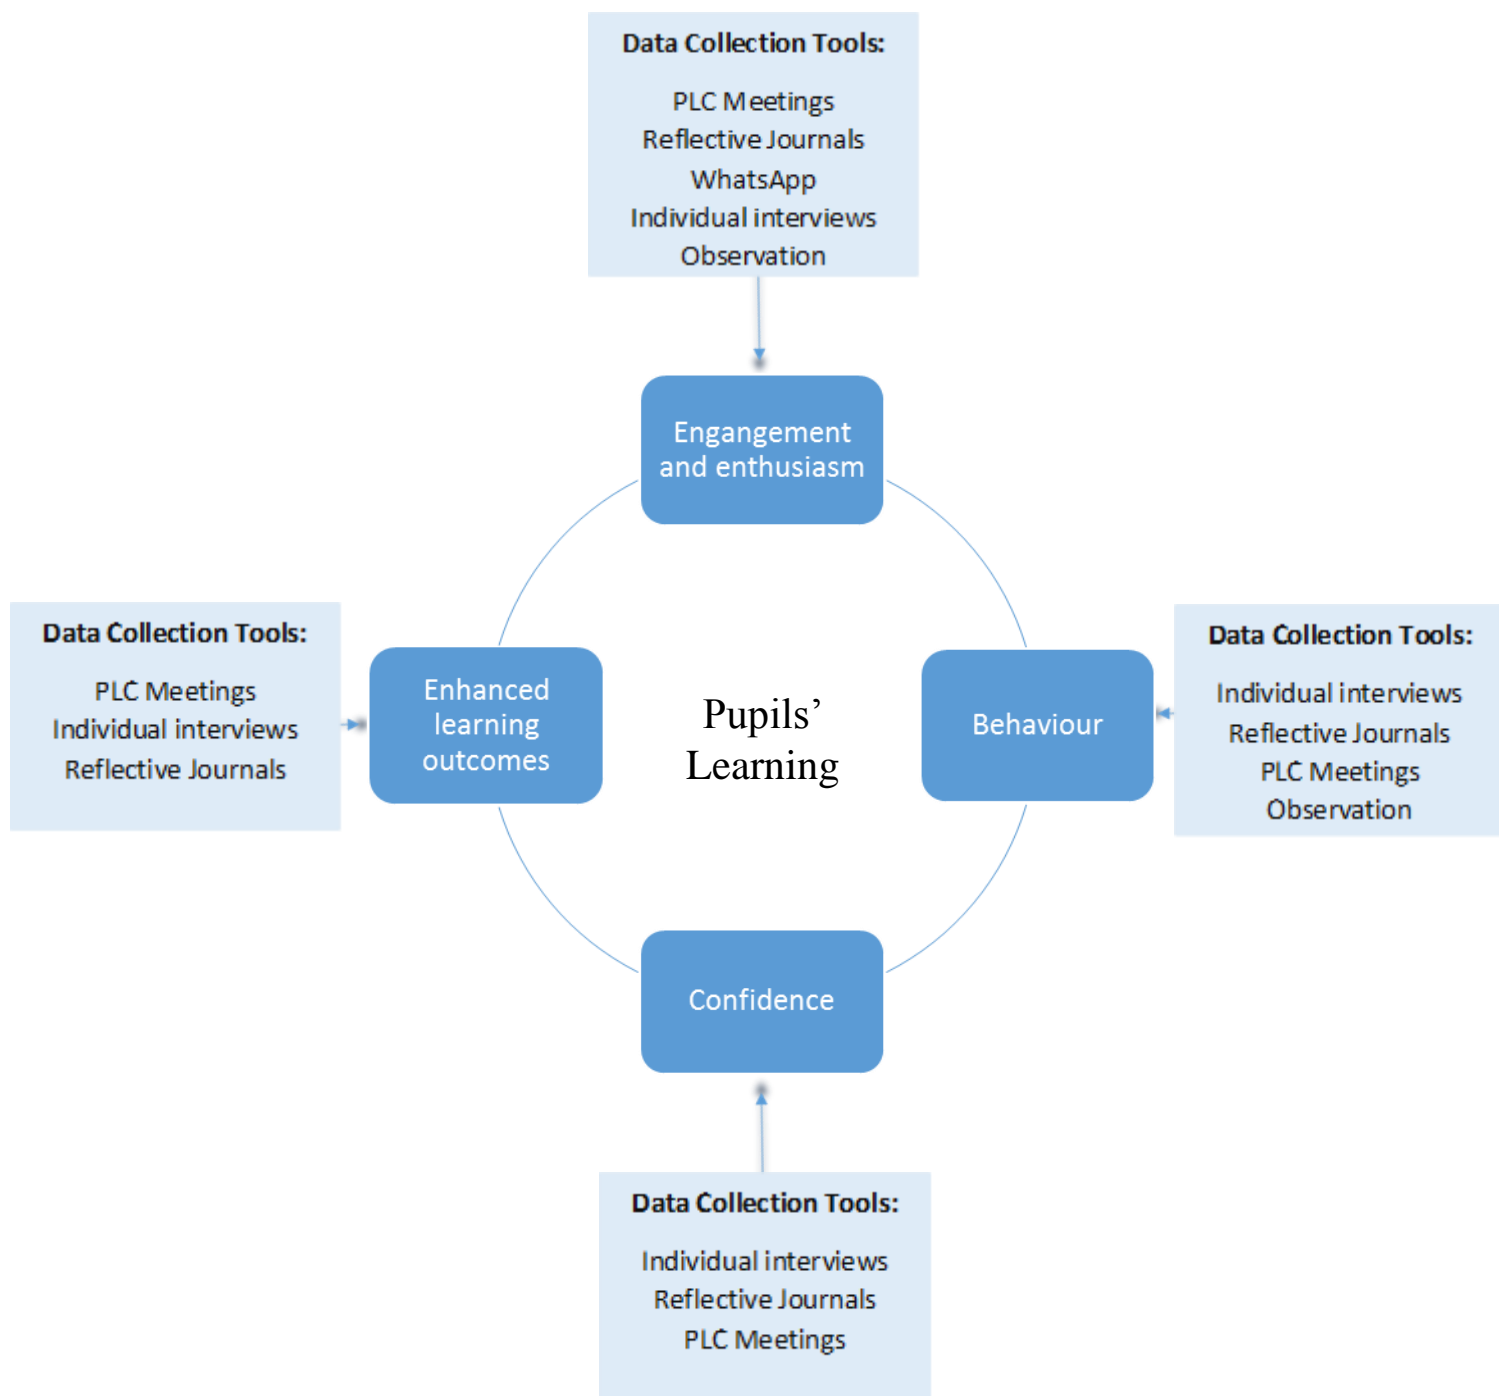 Data Collection Tools:
PLC Meetings
Reflective Journals
WhatsApp
Individual interviews
Observation
Engangement
and enthusiasm
Data Collection Tools:
PLC Meetings
Individual interviews
Reflective Journals
Enhanced
learning
outcomes
Pupils’
Learning
Behaviour
Data Collection Tools:
Individual interviews
Reflective Journals
PLC Meetings
Observation
Confidence
Data Collection Tools:
Individual interviews
Reflective Journals
PLC Meetings